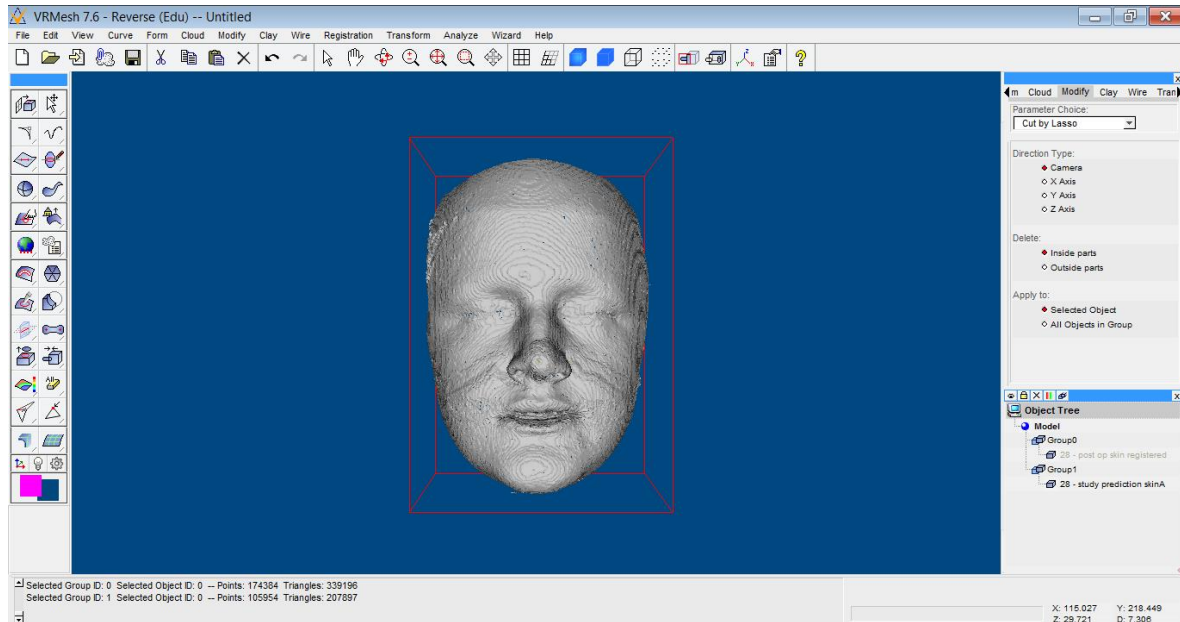 VRMesh 7.6 - Reverse (Edu) -- Untitled
File Edit View Curve Form Cloud Modify Clay Wire Registration Transform Analyze Wizard Help
m Cloud Modify Clay Wire Tran
Parameter Choice:
Cut by Lasso
Direction Type:
Camera
X Axis
Y Axis
Z Axis
Delete:
Inside parts
Outside parts
Apply to:
Selected Object
All Objects in Group
All
Object Tree
Model
Group0
28 - post op skin registered
Group1
28 - study prediction skinA
Selected Group ID: 0 Selected Object ID: 0 -- Points: 174384 Triangles: 339196
Selected Group ID: 1 Selected Object ID: 0 -- Points: 105954 Triangles: 207897
X: 115.027 Y: 218.449
Z: 29.721 D: 7.306